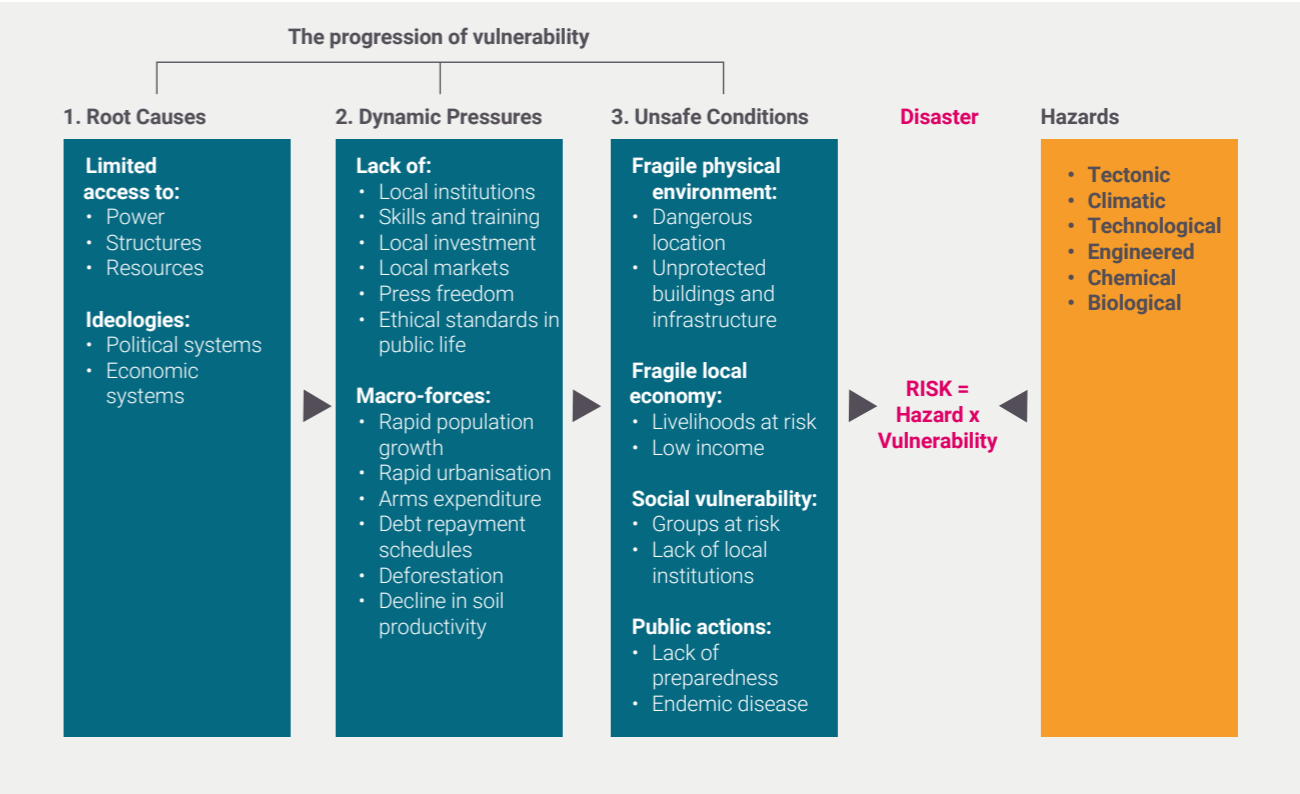 The progression of vulnerability
1. Root Causes
Limited
access to:
• Power
• Structures
• Resources
Ideologies:
• Political systems
• Economic
systems
2. Dynamic Pressures
Lack of:
• Local institutions
• Skills and training
• Local investment
• Local markets
• Press freedom
• Ethical standards in
public life
Macro-forces:
• Rapid population
growth
• Rapid urbanisation
• Arms expenditure
• Debt repayment
schedules
• Deforestation
• Decline in soil
productivity
3. Unsafe Conditions
Fragile physical
environment:
• Dangerous
location
• Unprotected
buildings and
infrastructure
Fragile local
economy:
• Livelihoods at risk
• Low income
Social vulnerability:
• Groups at risk
• Lack of local
institutions
Public actions:
• Lack of
preparedness
• Endemic disease
Disaster
RISK =
Hazard x
Vulnerability
Hazards
• Tectonic
• Climatic
• Technological
• Engineered
• Chemical
• Biological